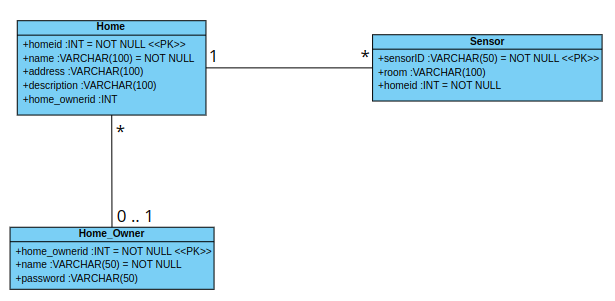 Home
+homeid :INT = NOT NULL <<PK>>
+name :VARCHAR(100) = NOT NULL
+address :VARCHAR(100)
+description :VARCHAR(100)
+home_ownerid :INT
1
*
Sensor
+sensorID :VARCHAR(50) = NOT NULL <<PK>>
+room :VARCHAR(100)
+homeid :INT = NOT NULL
*
0 .. 1
Home_Owner
+home_ownerid :INT = NOT NULL <<PK>>
+name :VARCHAR(50) = NOT NULL
+password :VARCHAR(50)